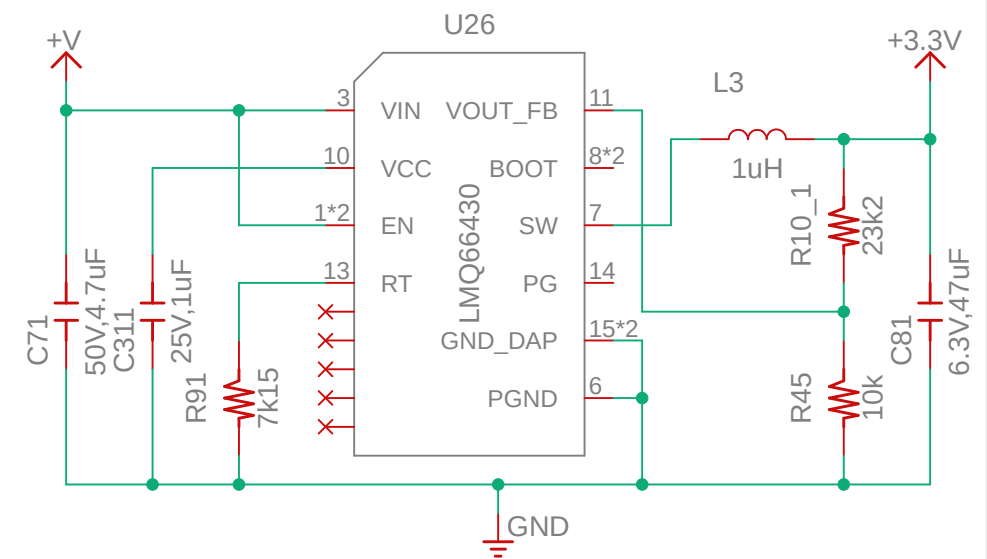 U26
+V
+3.3V
L3
3
VIN
VOUT_FB
11
10
VCC
BOOT
8*2
1uH
1*2
EN
SW
7
R10_1
23k2
13
RT
LMQ66430
PG
14
C71
50V,4.7uF
C311
25V,1uF
GND_DAP
15*2
C81
6.3V,47uF
R91
7k15
PGND
6
R45
10k
GND